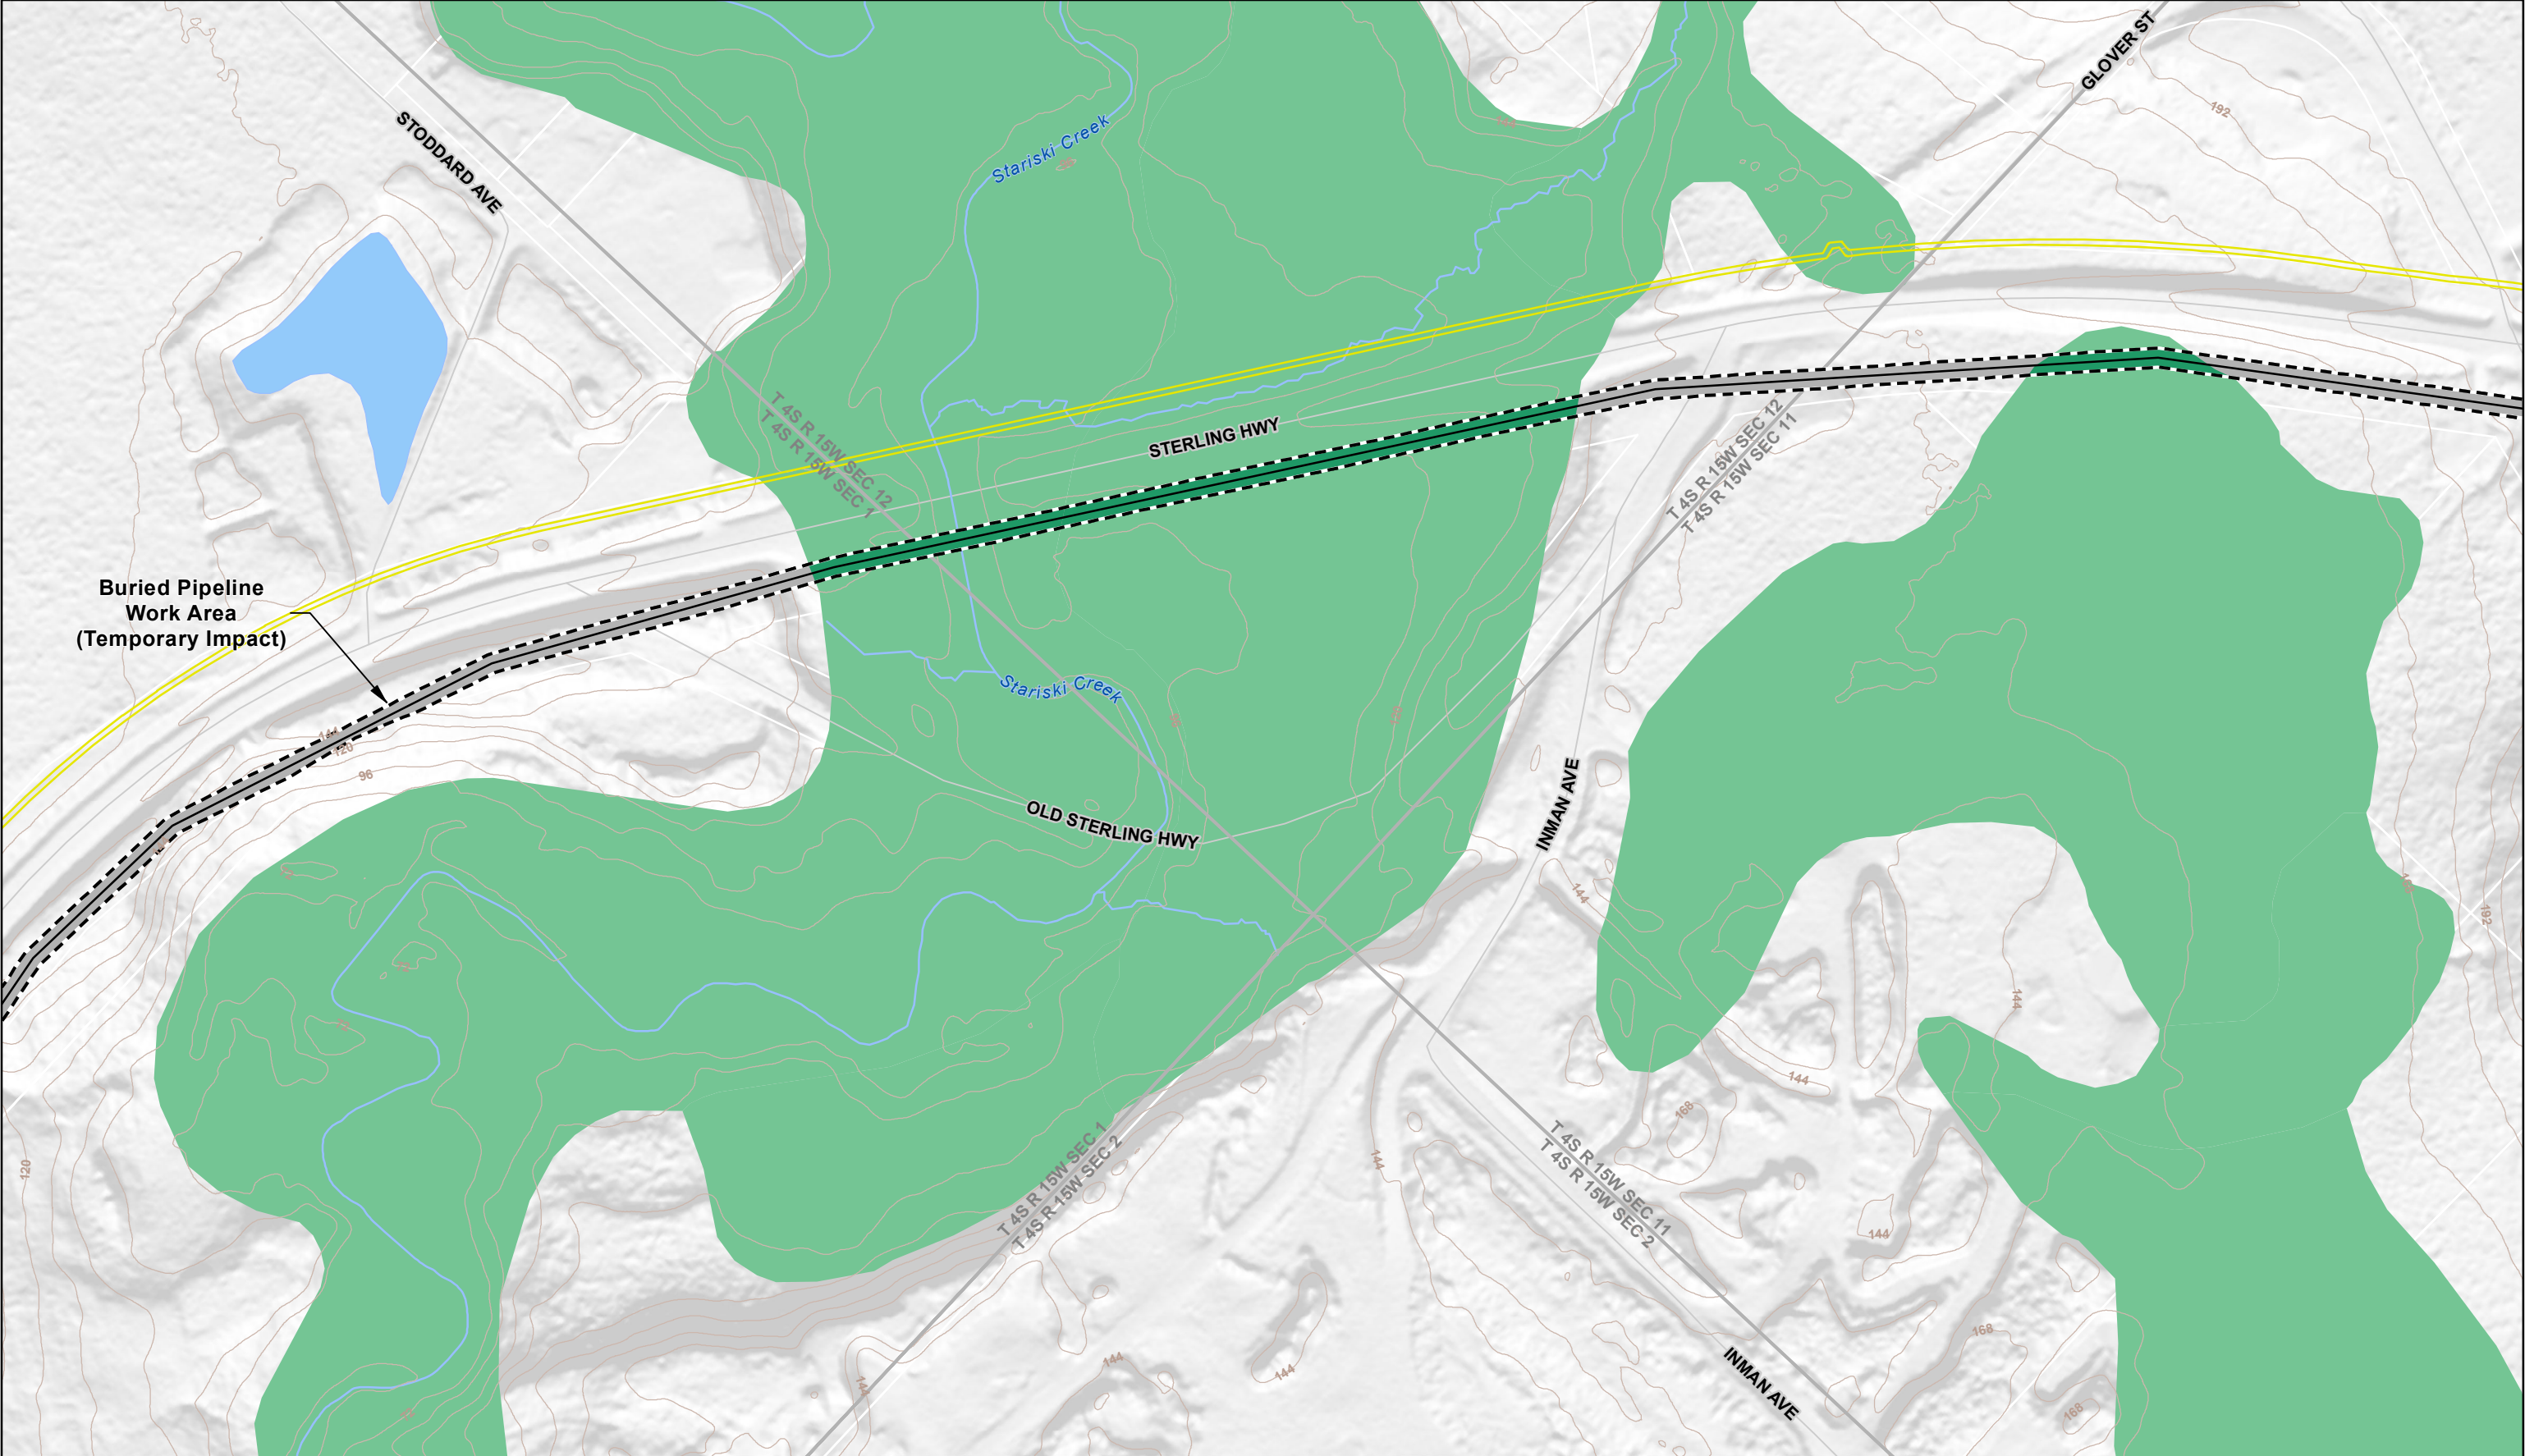 GLOVER ST
192
STODDARD AVE
Stariski Creek
T 4S R 15W SEC 12
T 4S R 15W SEC 1
STERLING HWY
T 4S R 15W SEC 12
T 4S R 15W SEC 11
Buried Pipeline
Work Area
(Temporary Impact)
Stariski Creek
144
120
96
120
OLD STERLING HWY
INMAN AVE
144
192
144
144
168
120
T 4S R 15W SEC 1
T 4S R 15W SEC 2
144
T 4S R 15W SEC 11
T 4S R 15W SEC 2
144
168
144
144
144
INMAN AVE
168